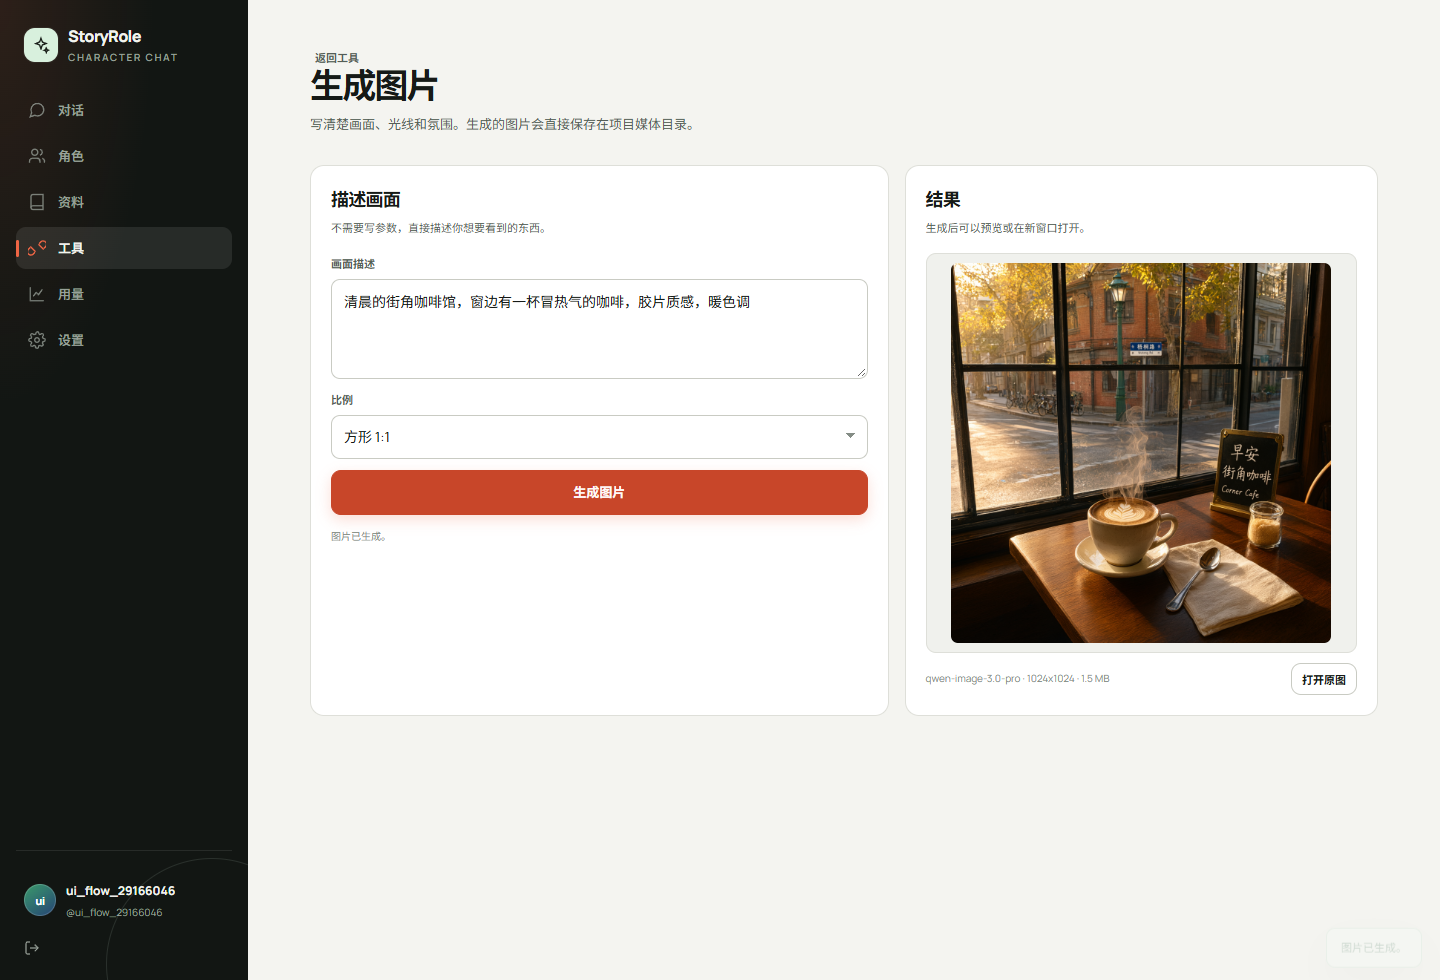 StoryRole
CHARACTER CHAT
对话
角色
资料
工具
用量
设置
ui
ui_flow_29166046
@ui_flow_29166046
返回工具
生成图片
写清楚画面、光线和氛围。生成的图片会直接保存在项目媒体目录。
描述画面
不需要写参数，直接描述你想要看到的东西。
画面描述
清晨的街角咖啡馆，窗边有一杯冒热气的咖啡，胶片质感，暖色调
比例
方形 1:1
生成图片
图片已生成。
结果
生成后可以预览或在新窗口打开。
早安
街角咖啡
Corner Cafe
qwen-image-3.0-pro · 1024x1024 · 1.5 MB
打开原图
图片已生成。